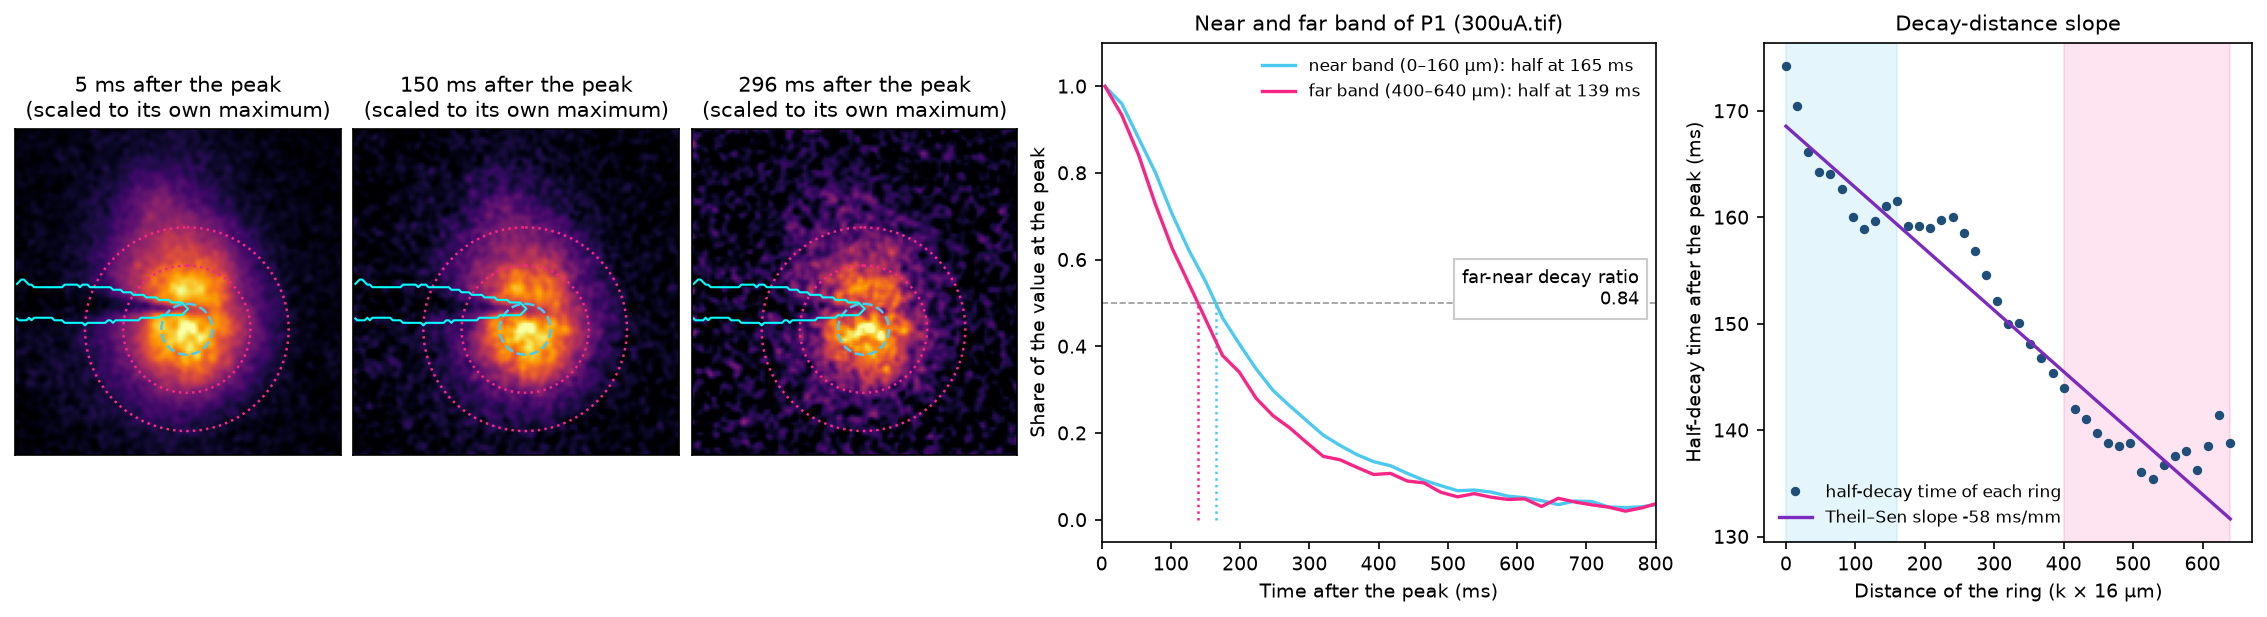 5 ms after the peak
(scaled to its own maximum)
150 ms after the peak
(scaled to its own maximum)
296 ms after the peak
(scaled to its own maximum)
Near and far band of P1 (300uA.tif)
near band (0–160 µm): half at 165 ms
far band (400–640 µm): half at 139 ms
far-near decay ratio
0.84
Share of the value at the peak
1.0
0.8
0.6
0.4
0.2
0.0
0 100 200 300 400 500 600 700 800
Time after the peak (ms)
Decay-distance slope
Half-decay time after the peak (ms)
170
160
150
140
130
half-decay time of each ring
Theil–Sen slope -58 ms/mm
0 100 200 300 400 500 600
Distance of the ring (k × 16 µm)